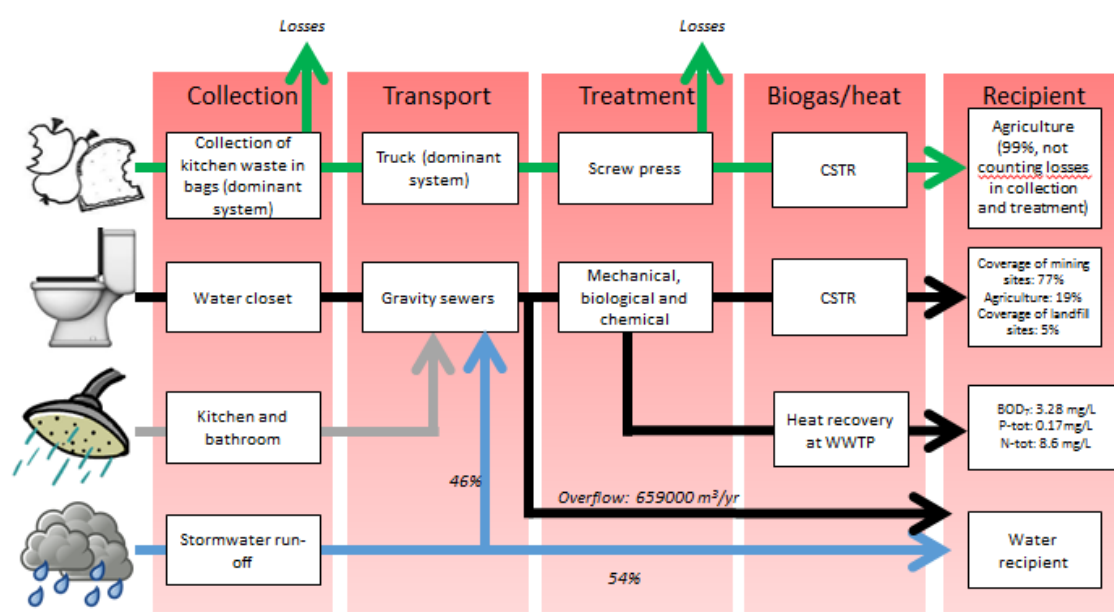 Losses
Losses
Collection
Transport
Treatment
Biogas/heat
Recipient
Collection of
kitchen waste in
bags (dominant
system)
Truck (dominant
system)
Screw press
CSTR
Agriculture
(99%, not
counting losses
in collection
and treatment)
Water closet
Gravity sewers
Mechanical,
biological and
chemical
CSTR
Coverage of mining
sites: 77%
Agriculture: 19%
Coverage of landfill
sites: 5%
Kitchen and
bathroom
Heat recovery
at WWTP
BOD₇: 3.28 mg/L
P-tot: 0.17mg/L
N-tot: 8.6 mg/L
46%
Overflow: 659000 m³/yr
Stormwater run-
off
Water
recipient
54%